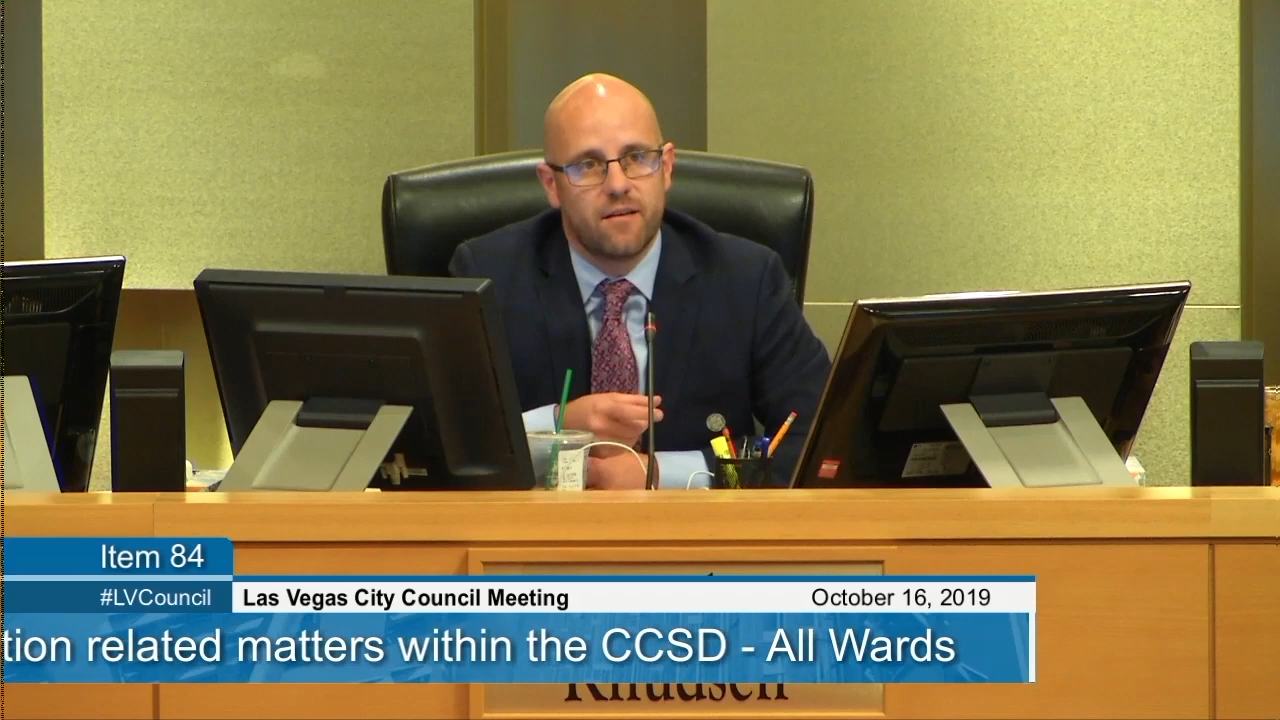 Item 84
#LVCouncil
Las Vegas City Council Meeting
October 16, 2019
tion related matters within the CCSD - All Wards
Knudsen